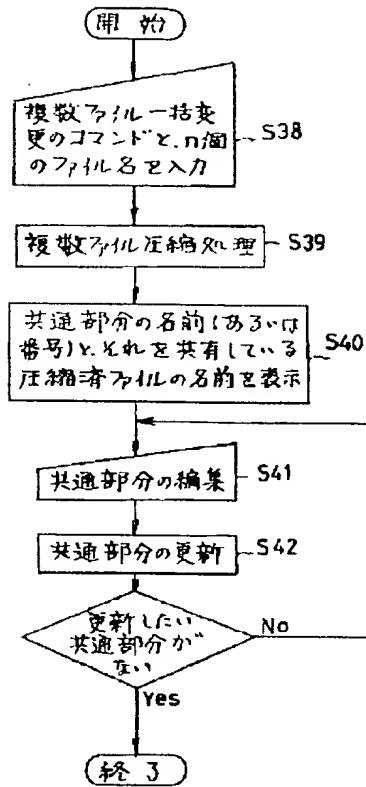 開始
複数ファイル一括変
更のコマンドと、n個
のファイル名を入力
S38
複数ファイル圧縮処理
S39
共通部分の名前(あるいは
番号)と、それを共有している
圧縮済ファイルの名前を表示
S40
共通部分の編集
S41
共通部分の更新
S42
更新したい
共通部分が
ない
No
Yes
終了